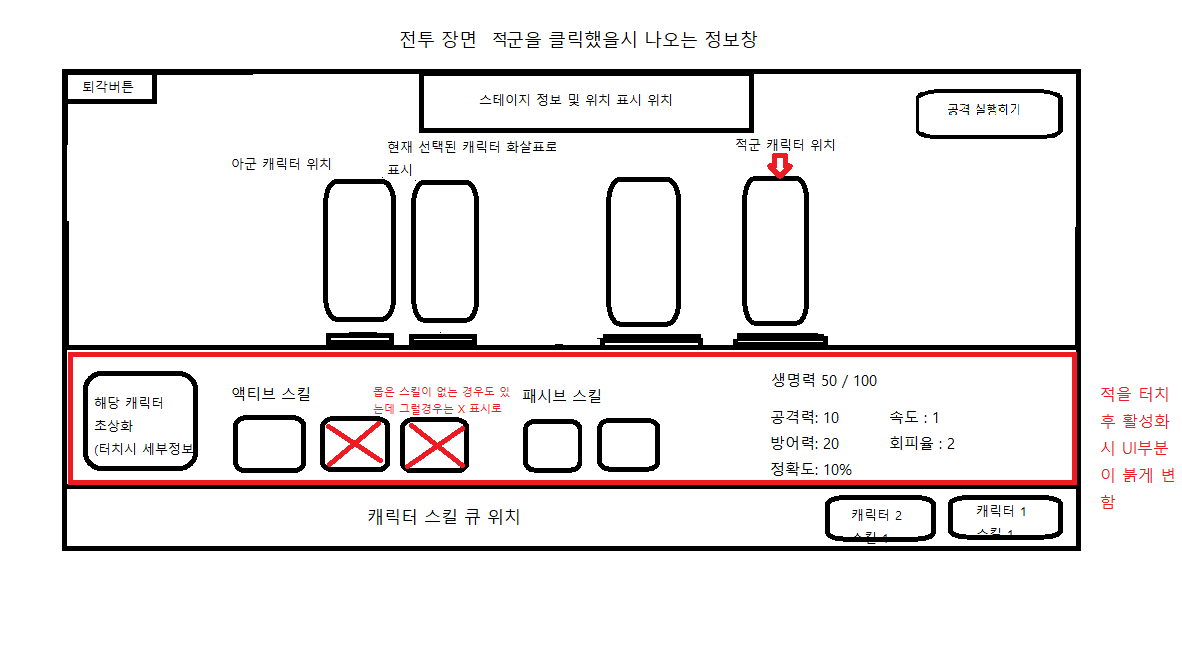 전투 장면 적군을 클릭했을시 나오는 정보창
퇴각버튼
스테이지 정보 및 위치 표시 위치
공격 실행하기
아군 캐릭터 위치
현재 선택된 캐릭터 화살표로
표시
적군 캐릭터 위치
해당 캐릭터
초상화
(터치시 세부정보
액티브 스킬
몹은 스킬이 없는 경우도 있
는데 그럴경우는 X 표시로
패시브 스킬
생명력 50 / 100
공격력: 10 속도 : 1
방어력: 20 회피율 : 2
정확도: 10%
적을 터치
후 활성화
시 UI부분
이 붉게 변
함
캐릭터 스킬 큐 위치
캐릭터 2
스킬 1
캐릭터 1
스킬 1